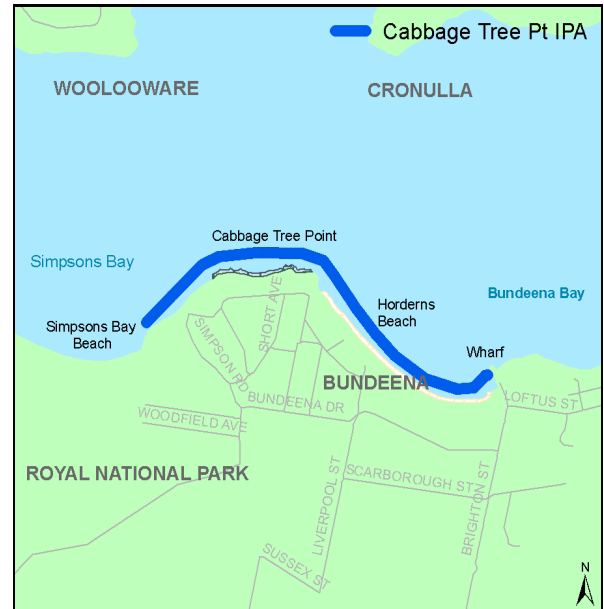 Cabbage Tree Pt IPA
WOOLOOWARE
CRONULLA
Cabbage Tree Point
Simpsons Bay
Bundeena Bay
Horderns
Beach
Simpsons Bay
Beach
Wharf
SHORT AVE
SIMPSON RD
BUNDEENA
LOFTUS ST
BUNDEENA DR
WOODFIELD AVE
ROYAL NATIONAL PARK
SCARBOROUGH ST
LIVERPOOL ST
BRIGHTON ST
SUSSEX ST
N